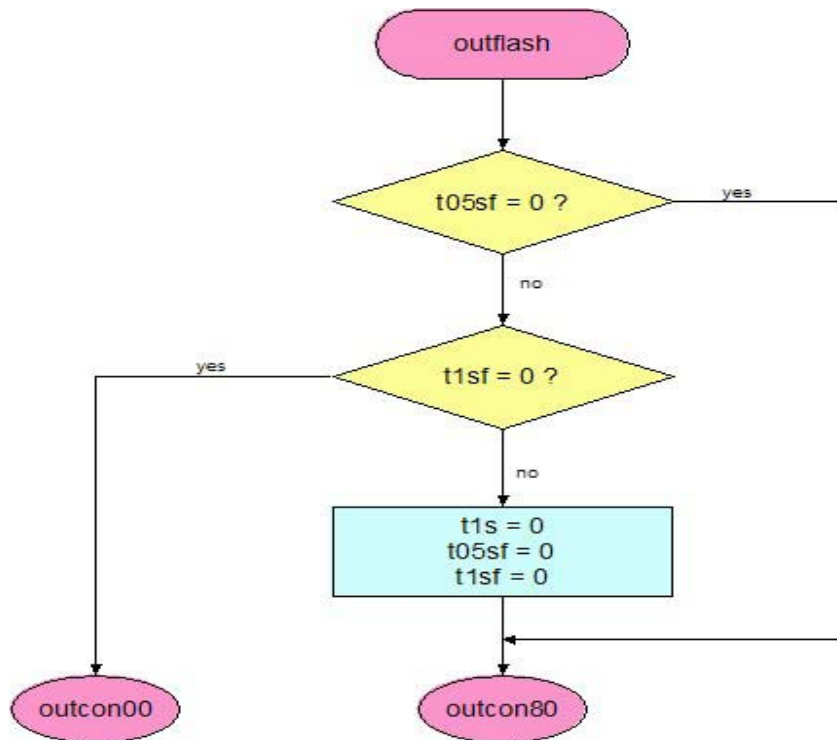 outflash
t05sf = 0 ?
yes
no
t1sf = 0 ?
yes
no
t1s = 0
t05sf = 0
t1sf = 0
outcon00
outcon80